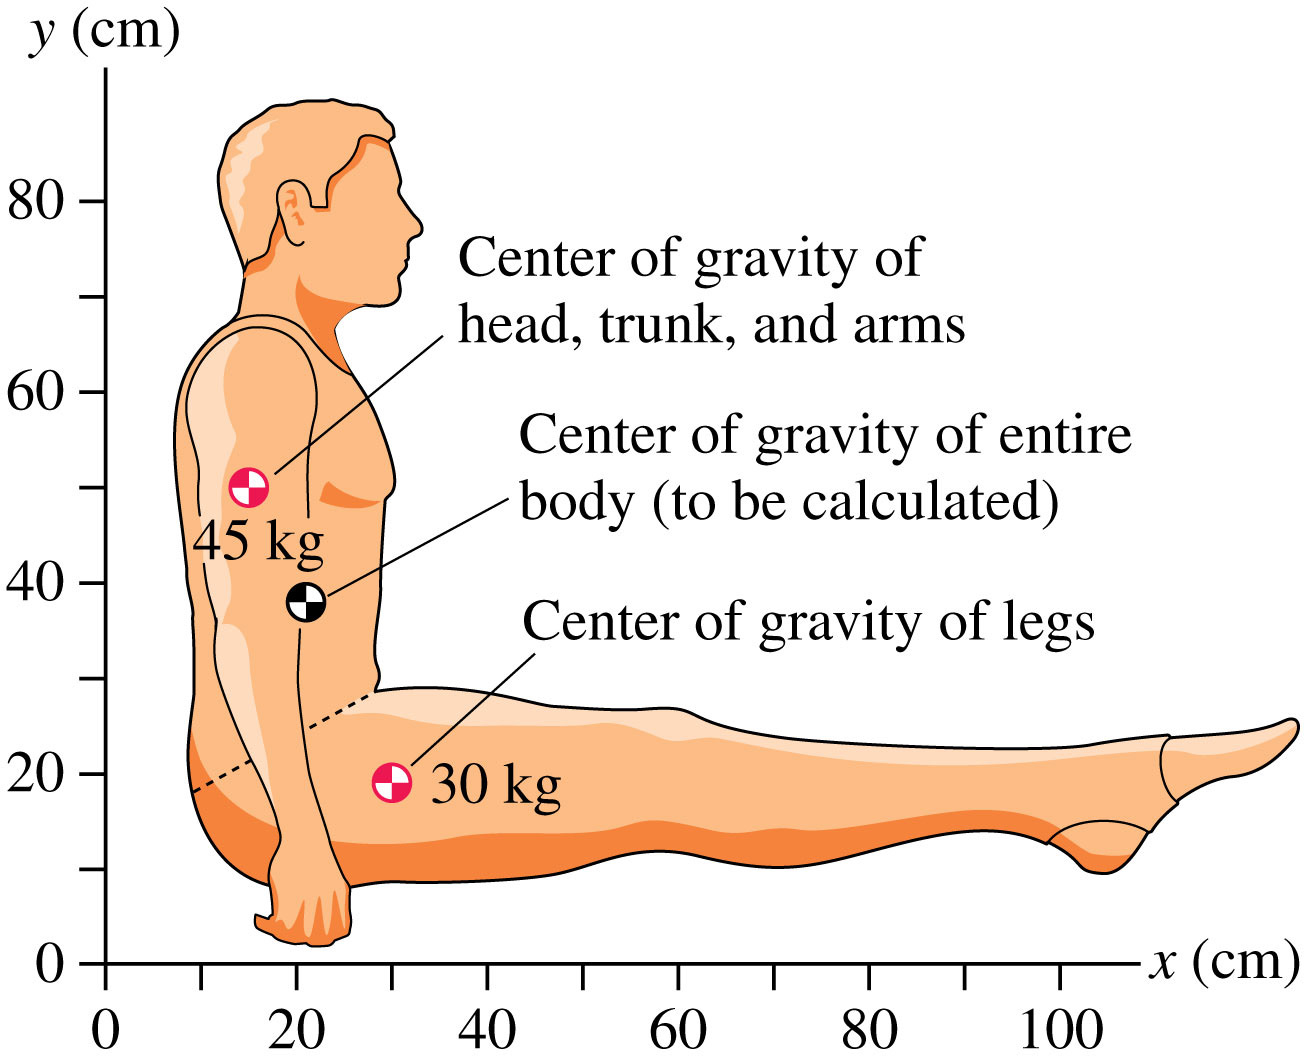 y (cm)
80
Center of gravity of
head, trunk, and arms
60
Center of gravity of entire
body (to be calculated)
45 kg
40
Center of gravity of legs
20
30 kg
0
x (cm)
0 20 40 60 80 100